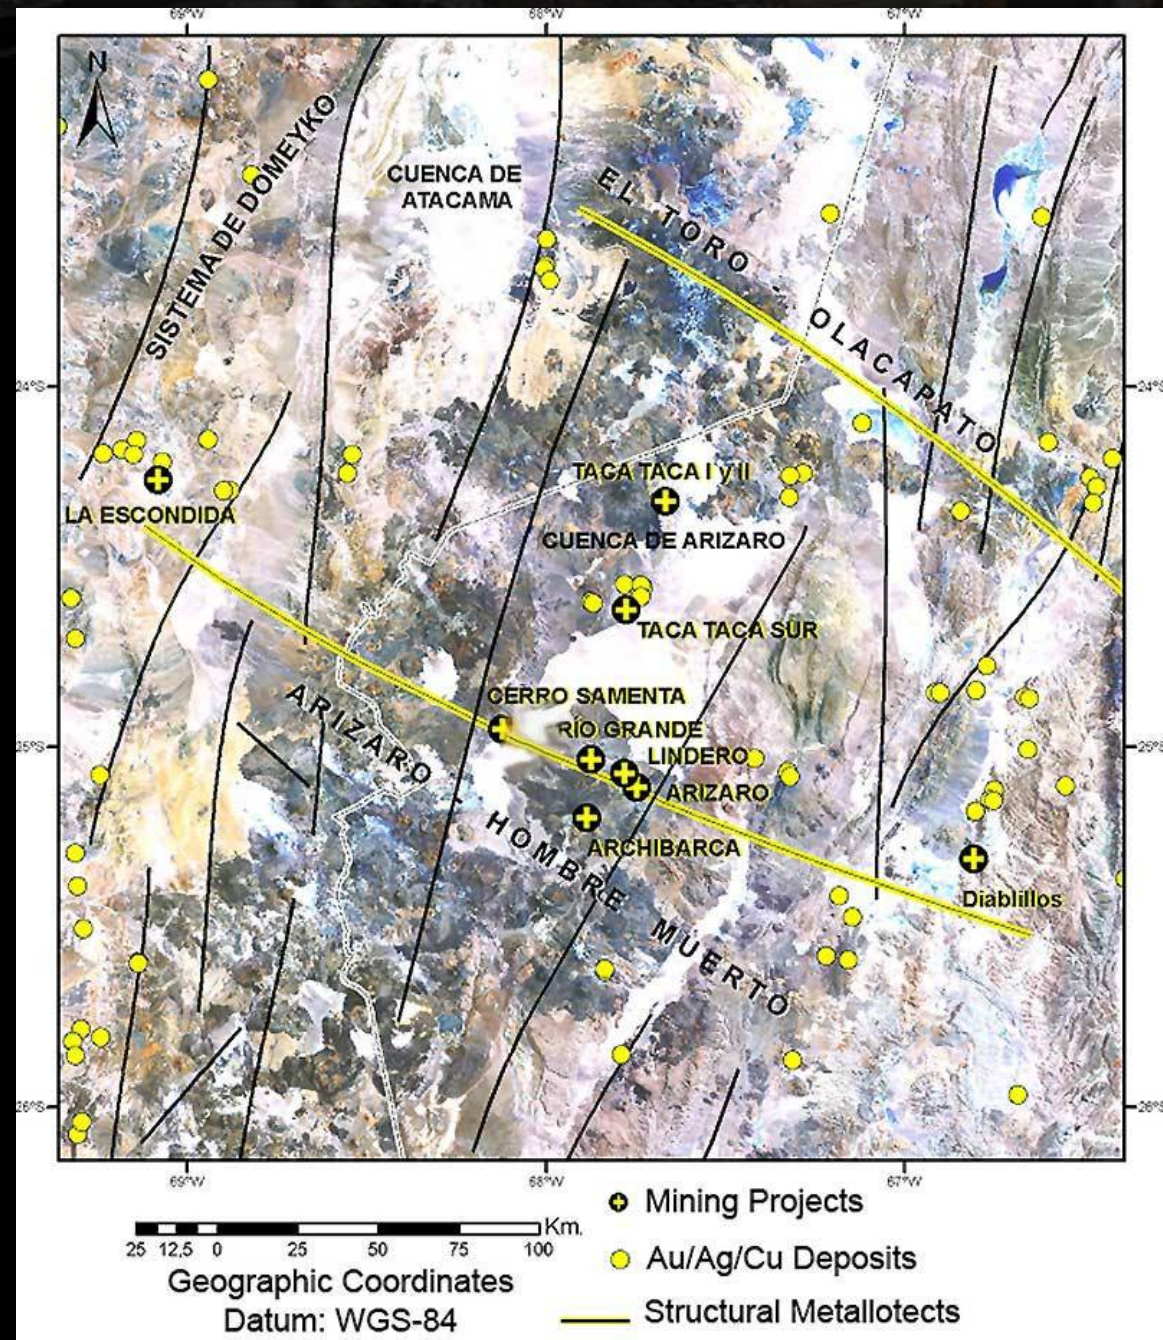 69°W 68°W 67°W
N
SISTEMA DE DOMEYKO
CUENCA DE
ATACAMA
EL TORO OLACAPATO
24°S 24°S
TACA TACA I y II
LA ESCONDIDA
CUENCA DE ARIZARO
TACA TACA SUR
CERRO SAMENTA
RÍO GRANDE
25°S 25°S
LINDERO
ARIZARO
ARCHIBARCA
ARIZARO HOMBRE MUERTO
Diablillos
26°S 26°S
69°W 68°W 67°W
Mining Projects
Km.
25 12,5 0 25 50 75 100
Au/Ag/Cu Deposits
Geographic Coordinates
Datum: WGS-84
Structural Metallotects